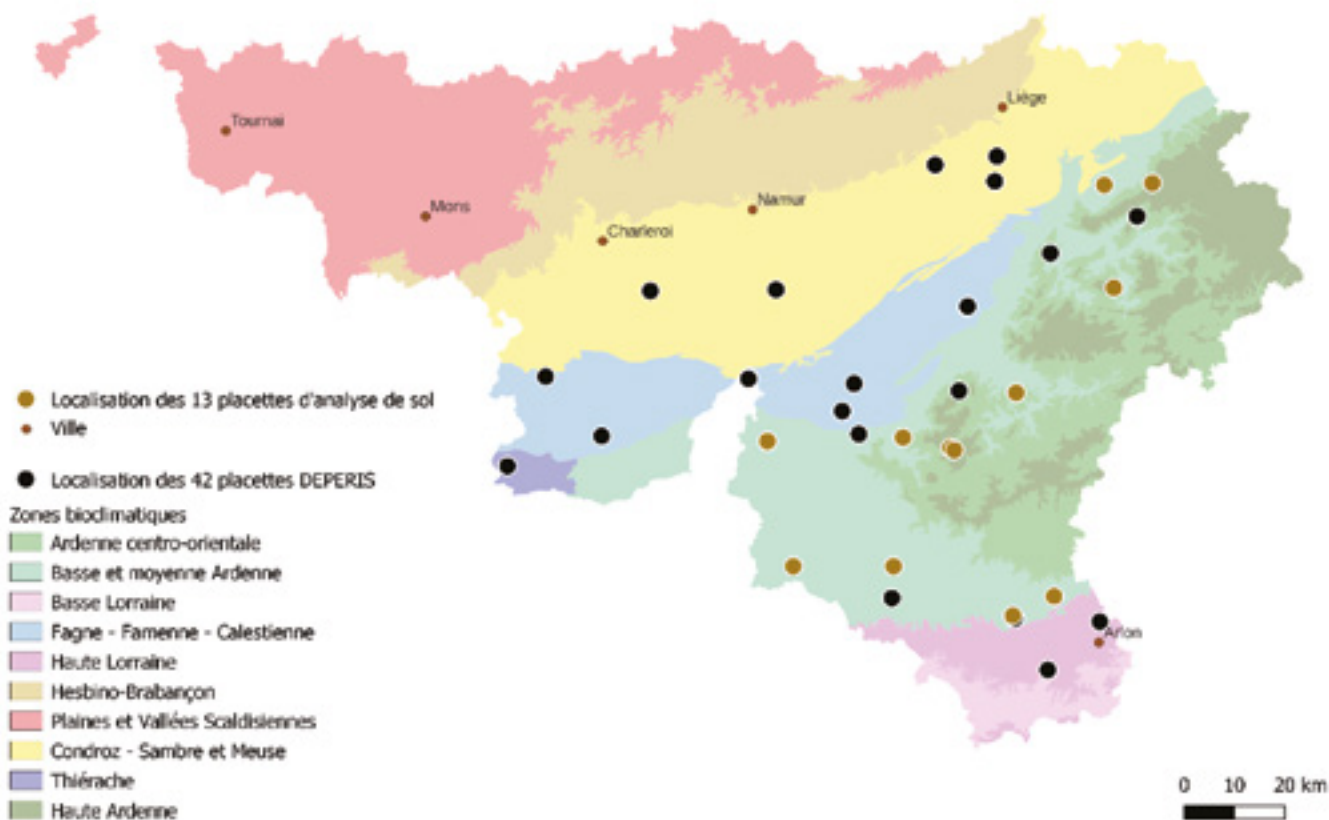 Liège
Tournai
Mons
Namur
Charleroi
Localisation des 13 placettes d'analyse de sol
Ville
Localisation des 42 placettes DEPERIS
Zones bioclimatiques
Ardenne centro-orientale
Basse et moyenne Ardenne
Basse Lorraine
Fagne - Famenne - Calestienne
Haute Lorraine
Hesbino-Brabançon
Plaines et Vallées Scaldisiennes
Condroz - Sambre et Meuse
Thiérache
Haute Ardenne
Arlon
0 10 20 km